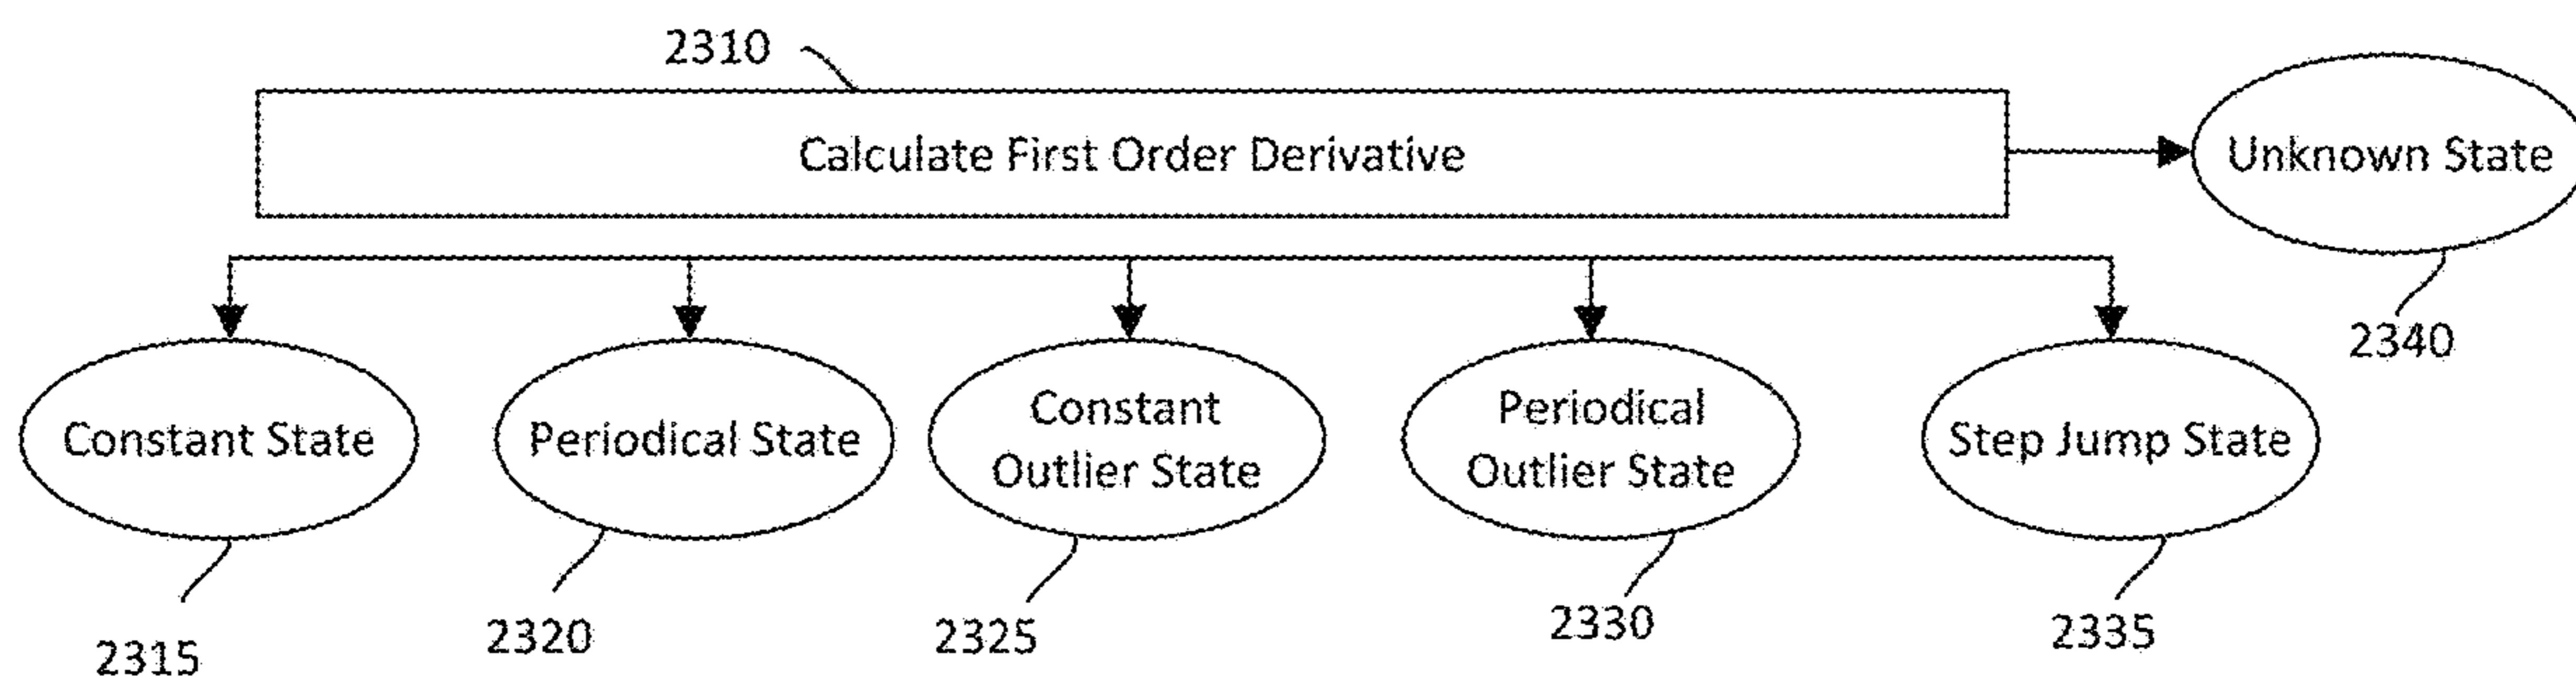 2310
Calculate First Order Derivative
Unknown State
2340
Constant State
Periodical State
Constant
Outlier State
Periodical
Outlier State
Step Jump State
2315
2320
2325
2330
2335